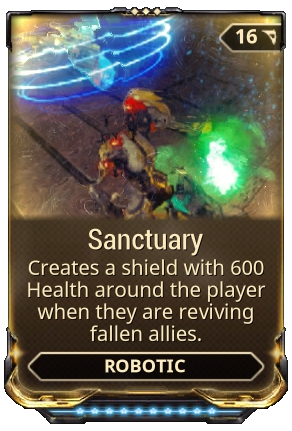 16
Sanctuary
Creates a shield with 600
Health around the player
when they are reviving
fallen allies.
ROBOTIC